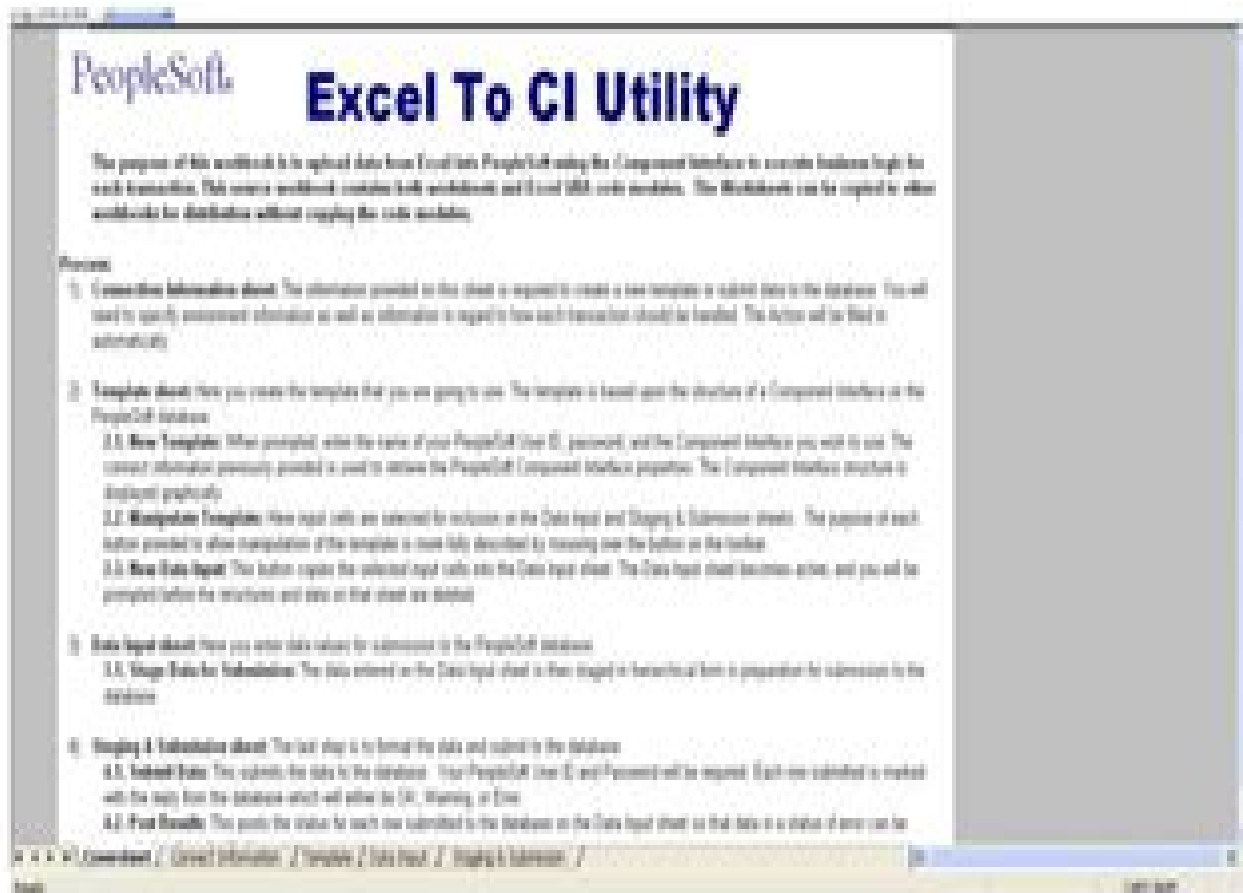 PeopleSoft.
Excel To CI Utility
The purpose of this workbook is to upload data from Excel into PeopleSoft using the Component Interface to execute business logic for
each transaction. This source workbook contains both worksheets and Excel VBA code modules. The Worksheets can be copied to other
workbooks for distribution without copying the code modules.
Process:
1. Connection Information sheet: The information provided on this sheet is required to create a new template or submit data to the database. You will
need to specify environment information as well as information in regard to how each transaction should be handled. The Action will be filled in
automatically.
2. Template sheet: Here you create the template that you are going to use. The template is based upon the structure of a Component Interface on the
PeopleSoft database.
2.1. New Template: When prompted, enter the name of your PeopleSoft User ID, password, and the Component Interface you wish to use. The
connect information previously provided is used to retrieve the PeopleSoft Component Interface properties. The Component Interface structure is
displayed graphically.
2.2. Manipulate Template: Here input cells are selected for inclusion on the Data Input and Staging & Submission sheets. The purpose of each
button provided to allow manipulation of the template is more fully described by mousing over the button on the toolbar.
2.3. New Data Input: This button copies the selected input cells into the Data Input sheet. The Data Input sheet becomes active, and you will be
prompted before the structures and data on that sheet are deleted.
3. Data Input sheet: Here you enter data values for submission to the PeopleSoft database.
3.1. Stage Data for Submission: The data entered on the Data Input sheet is then staged in hierarchical form in preparation for submission to the
database.
4. Staging & Submission sheet: The last step is to format the data and submit to the database.
4.1. Submit Data: This submits the data to the database. Your PeopleSoft User ID and Password will be required. Each row submitted is marked
with the reply from the database which will either be OK, Warning, or Error.
4.2. Post Results: This posts the status for each row submitted to the database on the Data Input sheet so that data in a status of error can be
Coversheet / Connect Information / Template / Data Input / Staging & Submission /